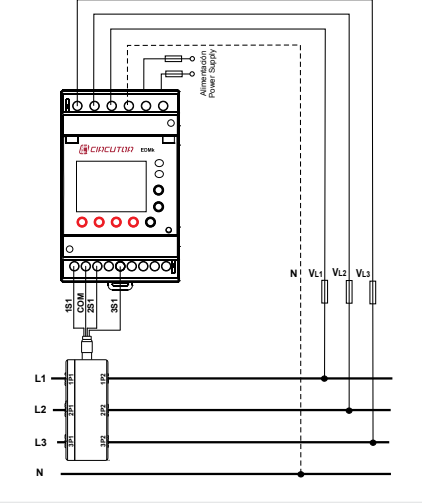 Alimentación
Power Supply
CIRCUTOR EDMk
N VL1 VL2 VL3
1S1 COM 2S1 3S1
L1 1P1 1P2
L2 2P1 2P2
L3 3P1 3P2
N